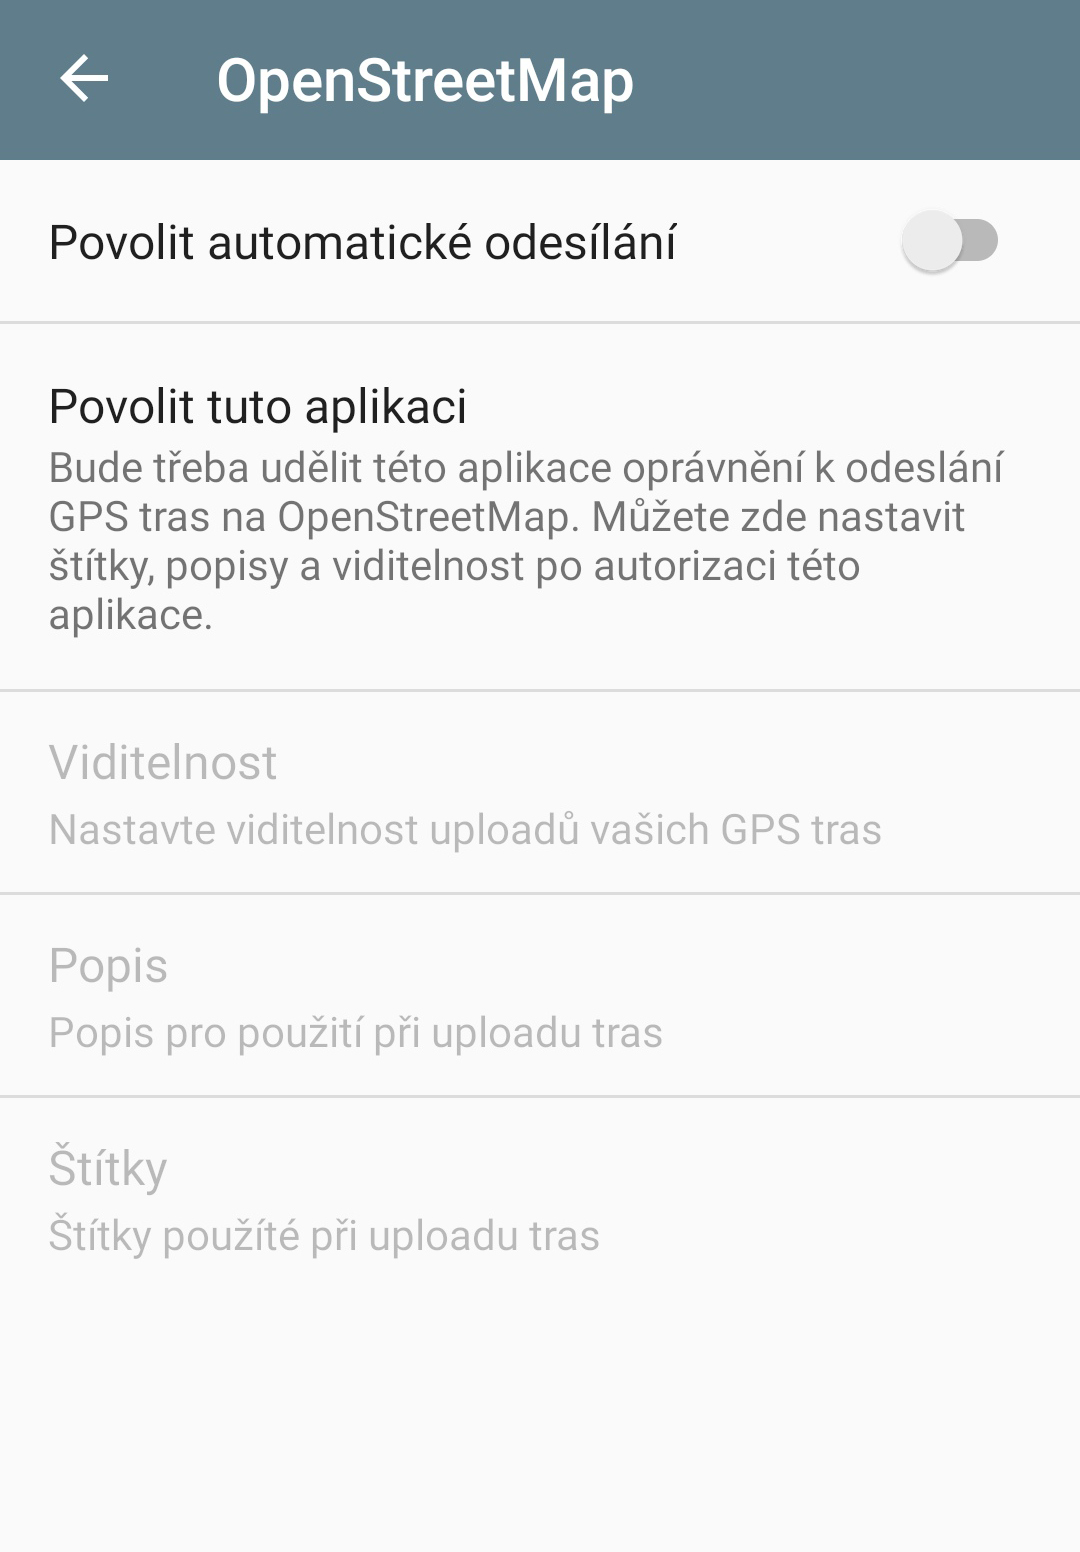 OpenStreetMap
Povolit automatické odesílání
Povolit tuto aplikaci
Bude třeba udělit této aplikace oprávnění k odeslání
GPS tras na OpenStreetMap. Můžete zde nastavit
štítky, popisy a viditelnost po autorizaci této
aplikace.
Viditelnost
Nastavte viditelnost uploadů vašich GPS tras
Popis
Popis pro použití při uploadu tras
Štítky
Štítky použíté při uploadu tras